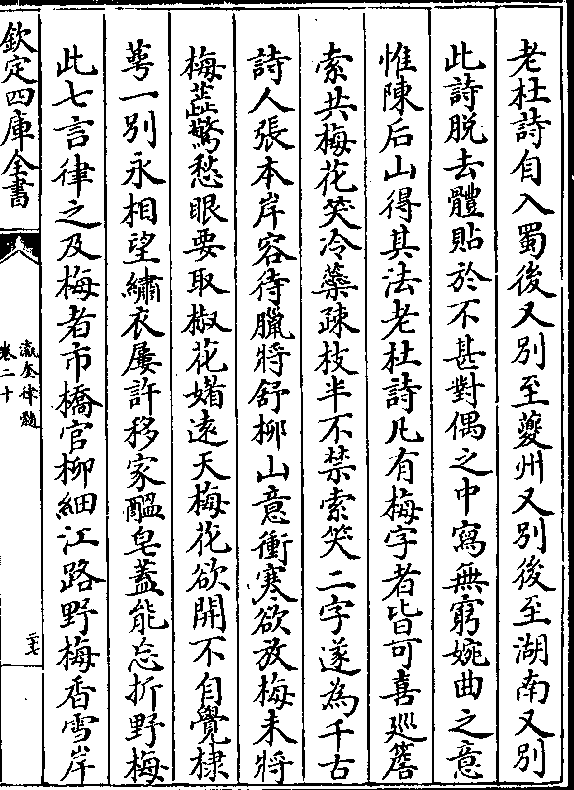 老杜詩自入蜀後又別至夔州又別後至湖南又別
此詩脱去體貼於不甚對偶之中寫無窮婉曲之意
惟陳后山得其法老杜詩凡有梅字者皆可喜廵簷
索共梅花笑冷蘂疎枝半不禁索笑二字遂為千古
詩人張本岸容待臘將舒柳山意衝寒欲放梅未將
梅蘂驚愁眼要取椒花媚遠天梅花欲開不自覺棣
萼一別永相望繡衣屢許移家醖皂蓋能忘折野梅
此七言律之及梅者市橋官柳細江路野梅香雪岸
欽定四庫全書
瀛奎律髓
卷二十